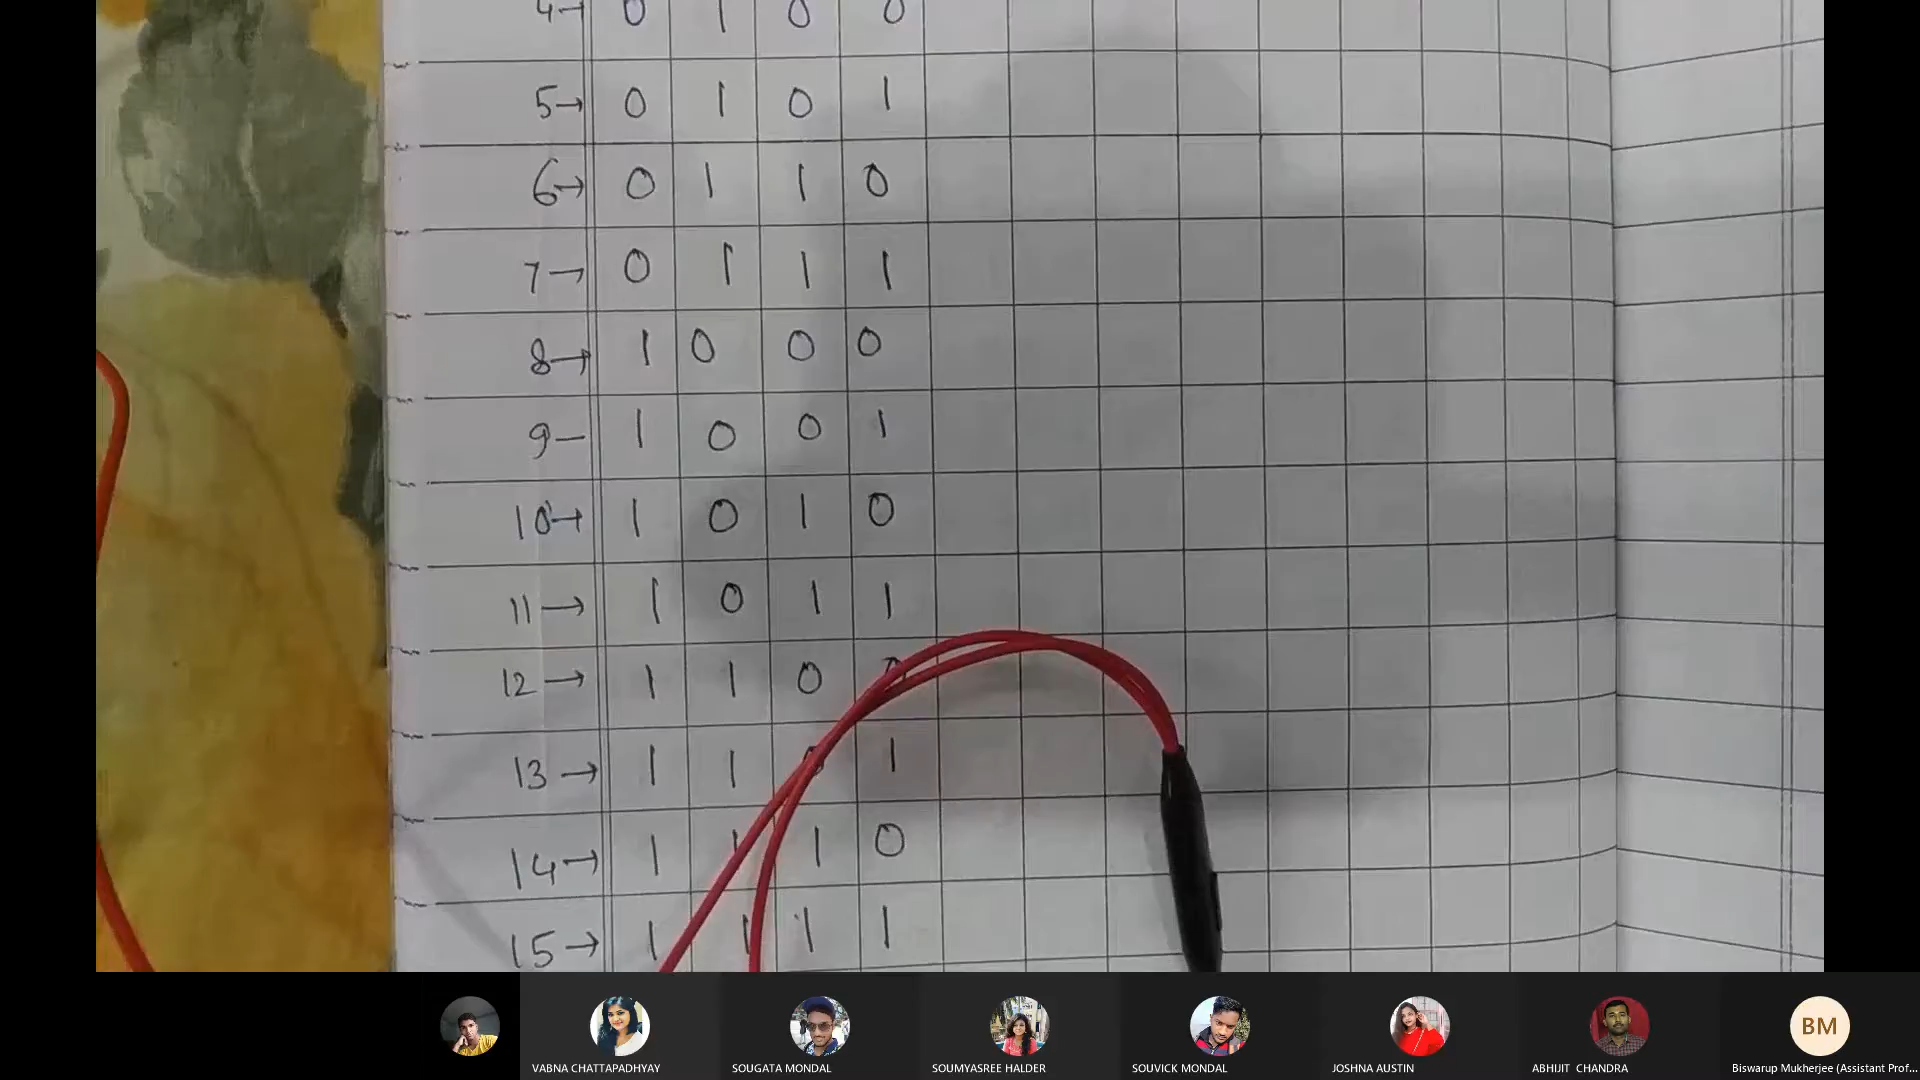 4→ 0 1 0 0
5→ 0 1 0 1
6→ 0 1 1 0
7→ 0 1 1 1
8→ 1 0 0 0
9— 1 0 0 1
10→ 1 0 1 0
11→ 1 0 1 1
12→ 1 1 0 0
13→ 1 1 0 1
14→ 1 1 1 0
15→ 1 1 1 1
BM
VABNA CHATTAPADHYAY
SOUGATA MONDAL
SOUMYASREE HALDER
SOUVICK MONDAL
JOSHNA AUSTIN
ABHIJIT CHANDRA
Biswarup Mukherjee (Assistant Prof...